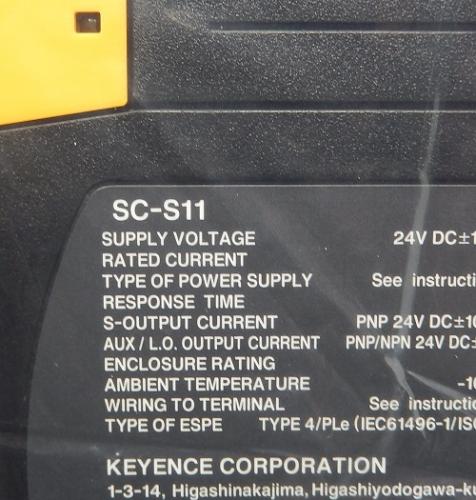 SC-S11
SUPPLY VOLTAGE 24V DC±1
RATED CURRENT
TYPE OF POWER SUPPLY See instructi
RESPONSE TIME
S-OUTPUT CURRENT PNP 24V DC±10
AUX / L.O. OUTPUT CURRENT PNP/NPN 24V DC±
ENCLOSURE RATING
AMBIENT TEMPERATURE -10
WIRING TO TERMINAL See instructio
TYPE OF ESPE TYPE 4/PLe (IEC61496-1/ISO
KEYENCE CORPORATION
1-3-14, Higashinakajima, Higashiyodogawa-ku